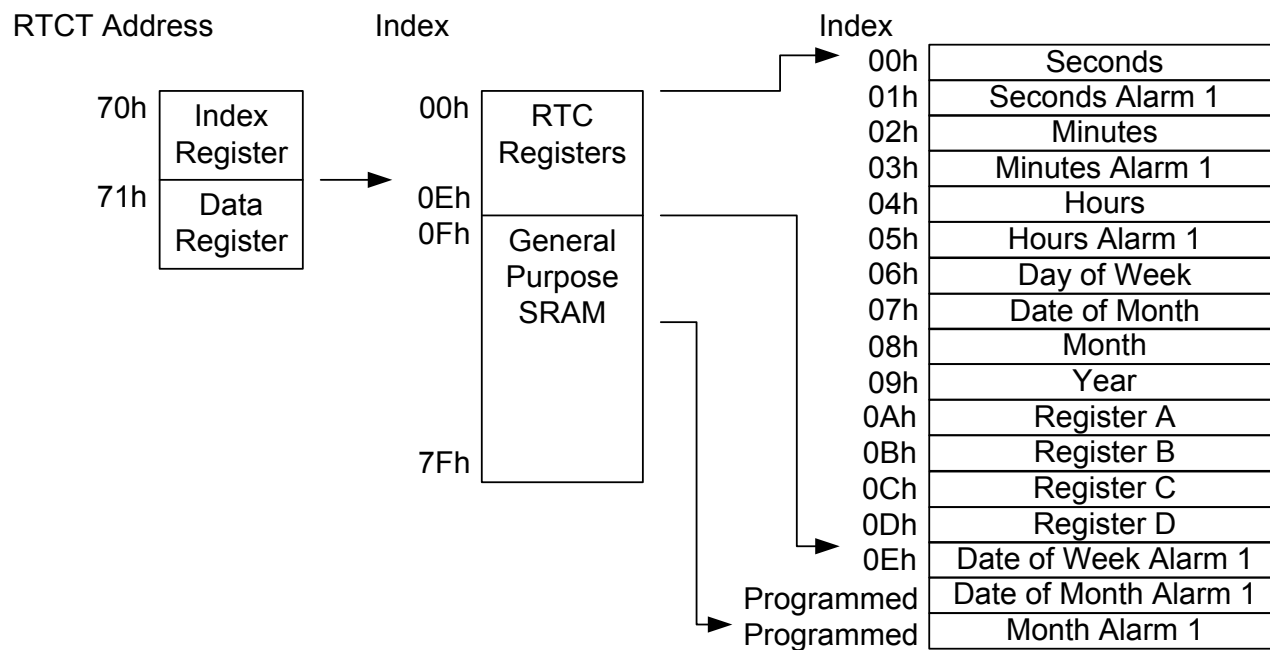 RTCT Address
70h
Index
Register
71h
Data
Register
Index
00h
RTC
Registers
0Eh
0Fh
General
Purpose
SRAM
7Fh
Index
00h Seconds
01h Seconds Alarm 1
02h Minutes
03h Minutes Alarm 1
04h Hours
05h Hours Alarm 1
06h Day of Week
07h Date of Month
08h Month
09h Year
0Ah Register A
0Bh Register B
0Ch Register C
0Dh Register D
0Eh Date of Week Alarm 1
Programmed Date of Month Alarm 1
Programmed Month Alarm 1